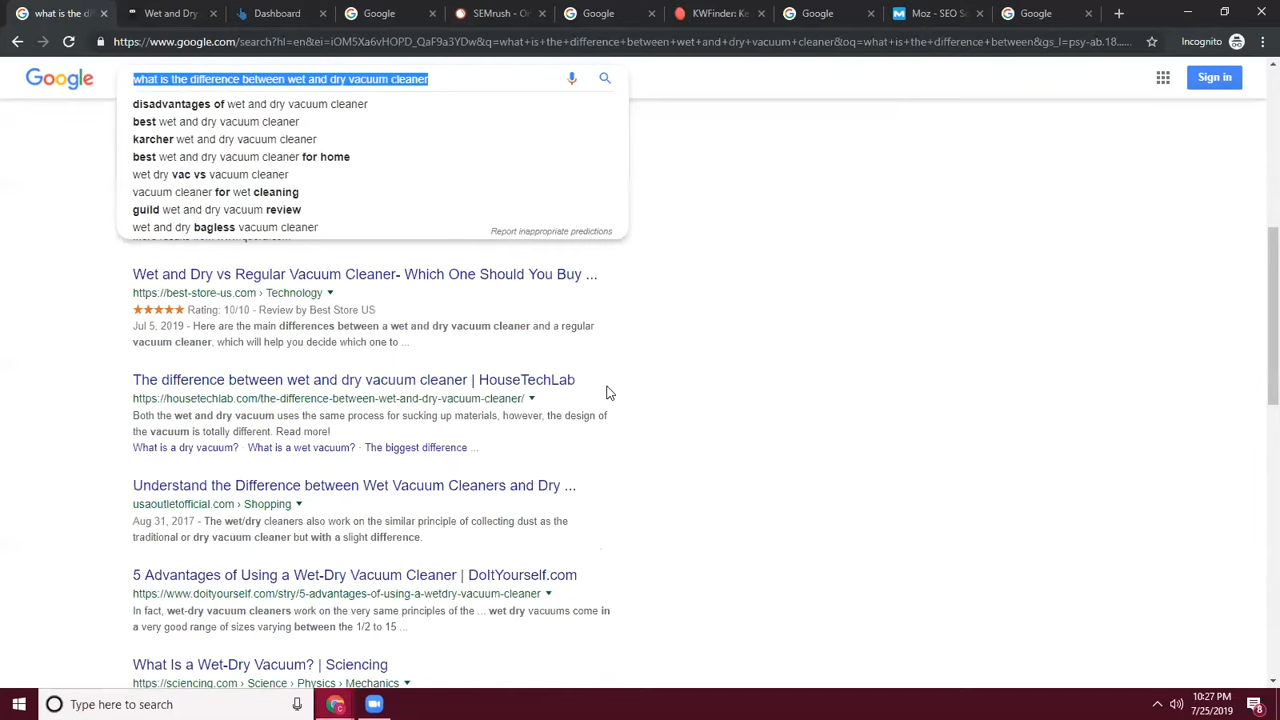 what is the di
Wet and Dry
Dashboard
Google
SEMrush - On
Google
KWFinder: Ke
Google
Moz - SEO S
Google
https://www.google.com/search?hl=en&ei=iOM5Xa6vHOPD_QaF9a3YDw&q=what+is+the+difference+between+wet+and+dry+vacuum+cleaner&oq=what+is+the+difference+between&gs_l=psy-ab.18.....
Incognito
Google
what is the difference between wet and dry vacuum cleaner
Sign in
disadvantages of wet and dry vacuum cleaner
best wet and dry vacuum cleaner
karcher wet and dry vacuum cleaner
best wet and dry vacuum cleaner for home
wet dry vac vs vacuum cleaner
vacuum cleaner for wet cleaning
guild wet and dry vacuum review
wet and dry bagless vacuum cleaner
Report inappropriate predictions
Wet and Dry vs Regular Vacuum Cleaner- Which One Should You Buy ...
https://best-store-us.com › Technology
Rating: 10/10 - Review by Best Store US
Jul 5, 2019 - Here are the main differences between a wet and dry vacuum cleaner and a regular
vacuum cleaner, which will help you decide which one to ...
The difference between wet and dry vacuum cleaner | HouseTechLab
https://housetechlab.com/the-difference-between-wet-and-dry-vacuum-cleaner/
Both the wet and dry vacuum uses the same process for sucking up materials, however, the design of
the vacuum is totally different. Read more!
What is a dry vacuum? · What is a wet vacuum? · The biggest difference ...
Understand the Difference between Wet Vacuum Cleaners and Dry ...
usaoutletofficial.com › Shopping
Aug 31, 2017 - The wet/dry cleaners also work on the similar principle of collecting dust as the
traditional or dry vacuum cleaner but with a slight difference.
5 Advantages of Using a Wet-Dry Vacuum Cleaner | DoItYourself.com
https://www.doityourself.com/stry/5-advantages-of-using-a-wetdry-vacuum-cleaner
In fact, wet-dry vacuum cleaners work on the very same principles of the ... wet dry vacuums come in
a very good range of sizes varying between the 1/2 to 15 ...
What Is a Wet-Dry Vacuum? | Sciencing
https://sciencing.com › Science › Physics › Mechanics
Type here to search
10:27 PM
7/25/2019
8